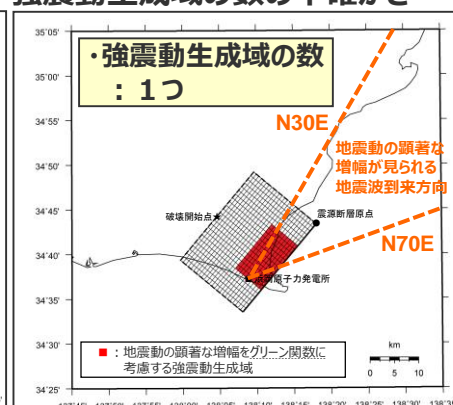 強震動生成域の数の不確かさ
・強震動生成域の数
：１つ
N30E
地震動の顕著な
増幅が見られる
地震波到来方向
N70E
破壊開始点
震源断層原点
浜岡原子力発電所
■：地震動の顕著な増幅をグリーン関数に
考慮する強震動生成域
km
0 5 10
35°05'
35°00'
34°55'
34°50'
34°45'
34°40'
34°35'
34°30'
34°25'